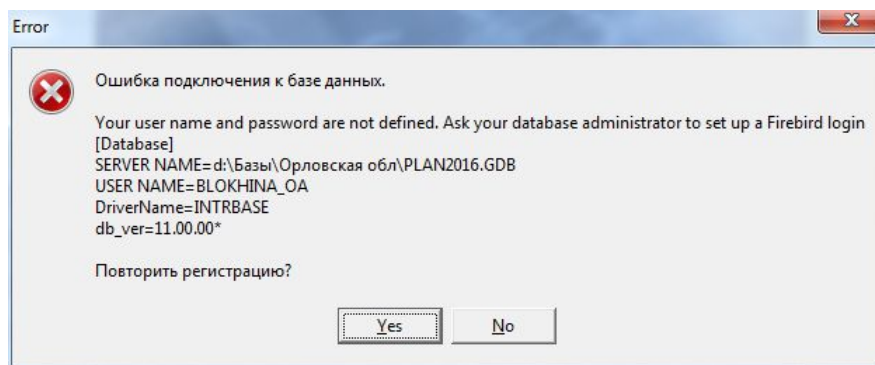 Error
Ошибка подключения к базе данных.
Your user name and password are not defined. Ask your database administrator to set up a Firebird login
[Database]
SERVER NAME=d:\Базы\Орловская обл\PLAN2016.GDB
USER NAME=BLOKHINA_OA
DriverName=INTRBASE
db_ver=11.00.00*
Повторить регистрацию?
Yes No